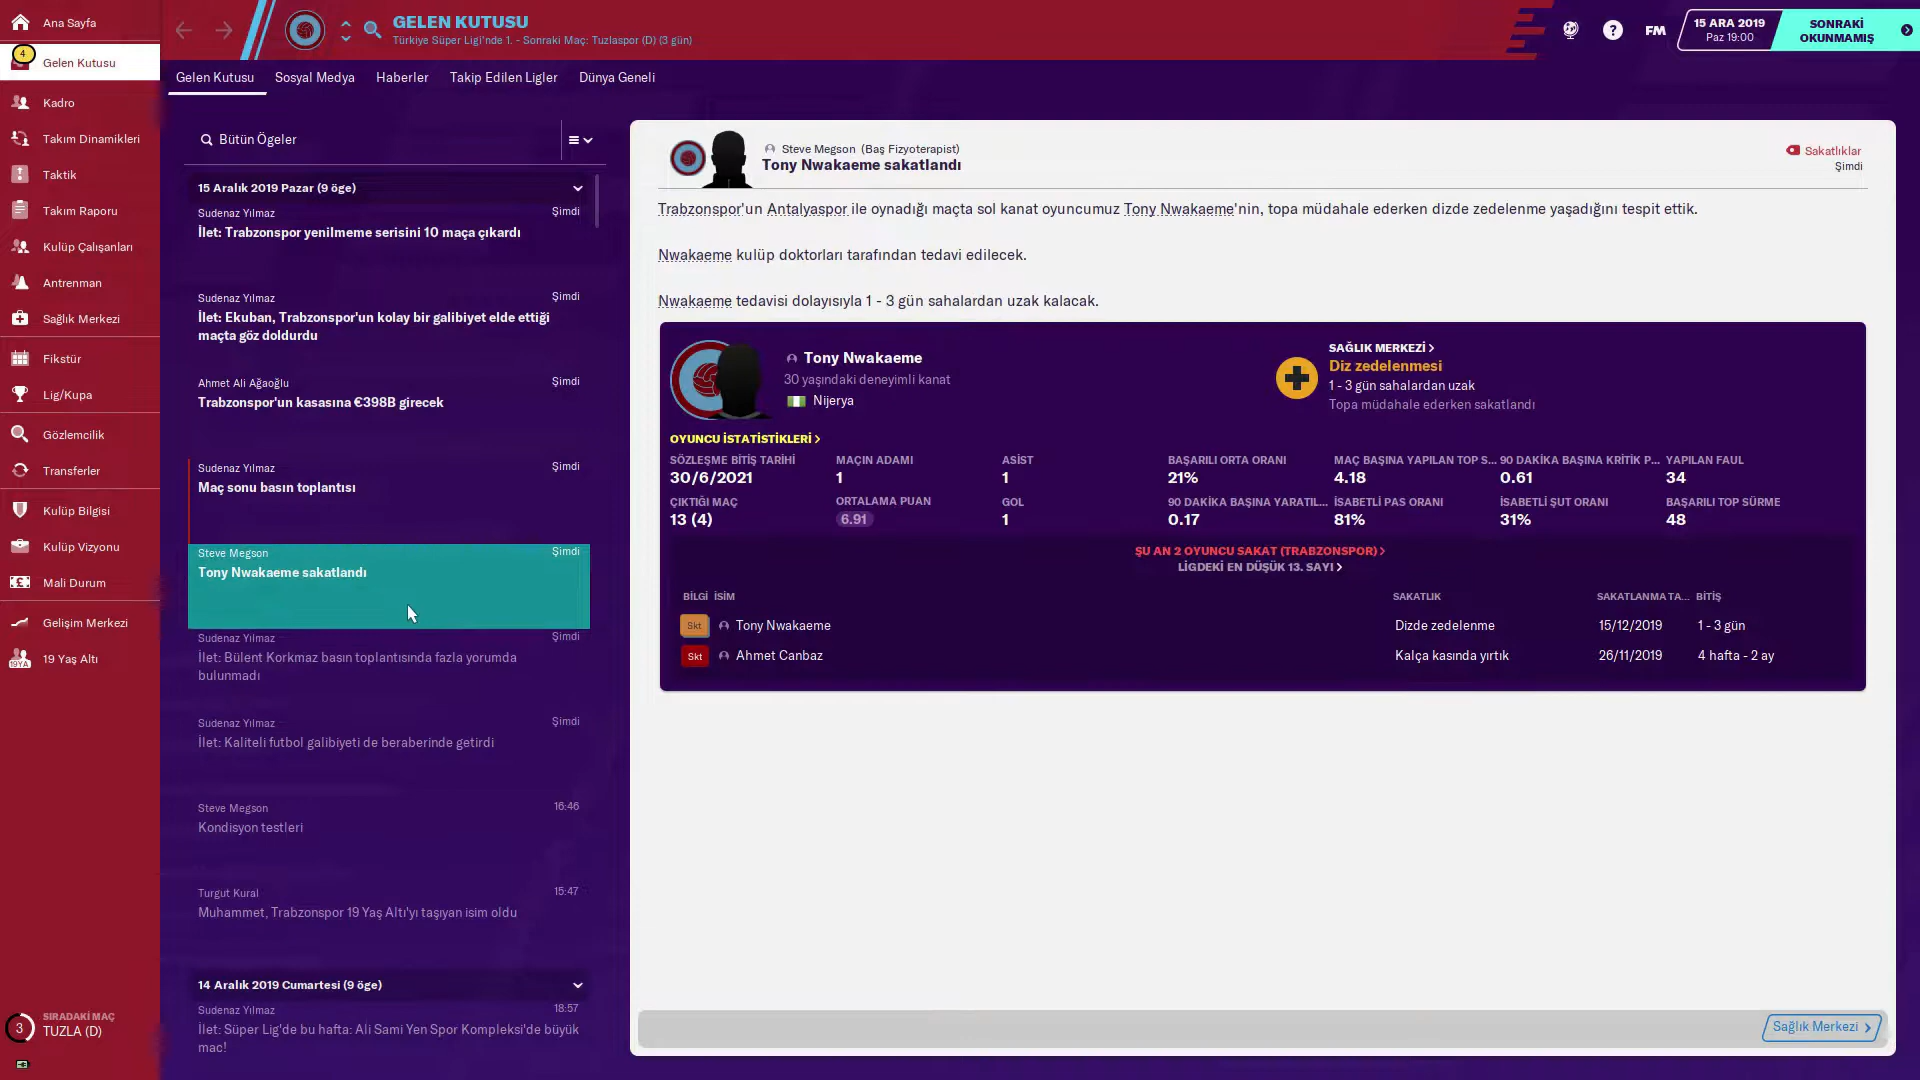 Ana Sayfa
4
Gelen Kutusu
Kadro
Takım Dinamikleri
Taktik
Takım Raporu
Kulüp Çalışanları
Antrenman
Sağlık Merkezi
Fikstür
Lig/Kupa
Gözlemcilik
Transferler
Kulüp Bilgisi
Kulüp Vizyonu
Mali Durum
Gelişim Merkezi
19YA
19 Yaş Altı
3
SIRADAKİ MAÇ
TUZLA (D)
GELEN KUTUSU
Türkiye Süper Ligi'nde 1. - Sonraki Maç: Tuzlaspor (D) (3 gün)
?
FM
15 ARA 2019
Paz 19:00
SONRAKİ
OKUNMAMIŞ
Gelen Kutusu
Sosyal Medya
Haberler
Takip Edilen Ligler
Dünya Geneli
Bütün Ögeler
15 Aralık 2019 Pazar (9 öge)
Sudenaz Yılmaz Şimdi
İlet: Trabzonspor yenilmeme serisini 10 maça çıkardı
Sudenaz Yılmaz Şimdi
İlet: Ekuban, Trabzonspor'un kolay bir galibiyet elde ettiği
maçta göz doldurdu
Ahmet Ali Ağaoğlu Şimdi
Trabzonspor'un kasasına €398B girecek
Sudenaz Yılmaz Şimdi
Maç sonu basın toplantısı
Steve Megson Şimdi
Tony Nwakaeme sakatlandı
Sudenaz Yılmaz Şimdi
İlet: Bülent Korkmaz basın toplantısında fazla yorumda
bulunmadı
Sudenaz Yılmaz Şimdi
İlet: Kaliteli futbol galibiyeti de beraberinde getirdi
Steve Megson 16:46
Kondisyon testleri
Turgut Kural 15:47
Muhammet, Trabzonspor 19 Yaş Altı'yı taşıyan isim oldu
14 Aralık 2019 Cumartesi (9 öge)
Sudenaz Yılmaz 18:57
İlet: Süper Lig'de bu hafta: Ali Sami Yen Spor Kompleksi'de büyük
maç!
Steve Megson (Baş Fizyoterapist)
Tony Nwakaeme sakatlandı
Sakatlıklar
Şimdi
Trabzonspor'un Antalyaspor ile oynadığı maçta sol kanat oyuncumuz Tony Nwakaeme'nin, topa müdahale ederken dizde zedelenme yaşadığını tespit ettik.
Nwakaeme kulüp doktorları tarafından tedavi edilecek.
Nwakaeme tedavisi dolayısıyla 1 - 3 gün sahalardan uzak kalacak.
Tony Nwakaeme
30 yaşındaki deneyimli kanat
Nijerya
SAĞLIK MERKEZİ
Diz zedelenmesi
1 - 3 gün sahalardan uzak
Topa müdahale ederken sakatlandı
OYUNCU İSTATİSTİKLERİ
SÖZLEŞME BİTİŞ TARİHİ MAÇIN ADAMI ASİST BAŞARILI ORTA ORANI MAÇ BAŞINA YAPILAN TOP S... 90 DAKİKA BAŞINA KRİTİK P... YAPILAN FAUL
30/6/2021 1 1 21% 4.18 0.61 34
ÇIKTIĞI MAÇ ORTALAMA PUAN GOL 90 DAKİKA BAŞINA YARATIL... İSABETLİ PAS ORANI İSABETLİ ŞUT ORANI BAŞARILI TOP SÜRME
13 (4) 6.91 1 0.17 81% 31% 48
ŞU AN 2 OYUNCU SAKAT (TRABZONSPOR)
LIGDEKİ EN DÜŞÜK 13. SAYI
BİLGİ İSİM SAKATLIK SAKATLANMA TA... BİTİŞ
Skt Tony Nwakaeme Dizde zedelenme 15/12/2019 1 - 3 gün
Skt Ahmet Canbaz Kalça kasında yırtık 26/11/2019 4 hafta - 2 ay
Sağlık Merkezi